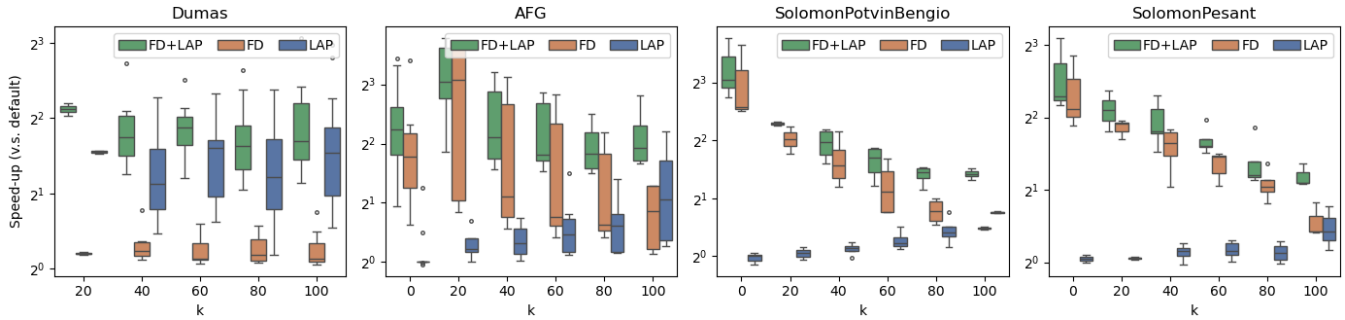 Dumas
AFG
SolomonPotvinBengio
SolomonPesant
Speed-up (v.s. default)
2³
2²
2¹
2⁰
FD+LAP FD LAP
20 40 60 80 100
k
2³
2²
2¹
2⁰
FD+LAP FD LAP
0 20 40 60 80 100
k
2³
2²
2¹
2⁰
FD+LAP FD LAP
0 20 40 60 80 100
k
2³
2²
2¹
2⁰
FD+LAP FD LAP
0 20 40 60 80 100
k